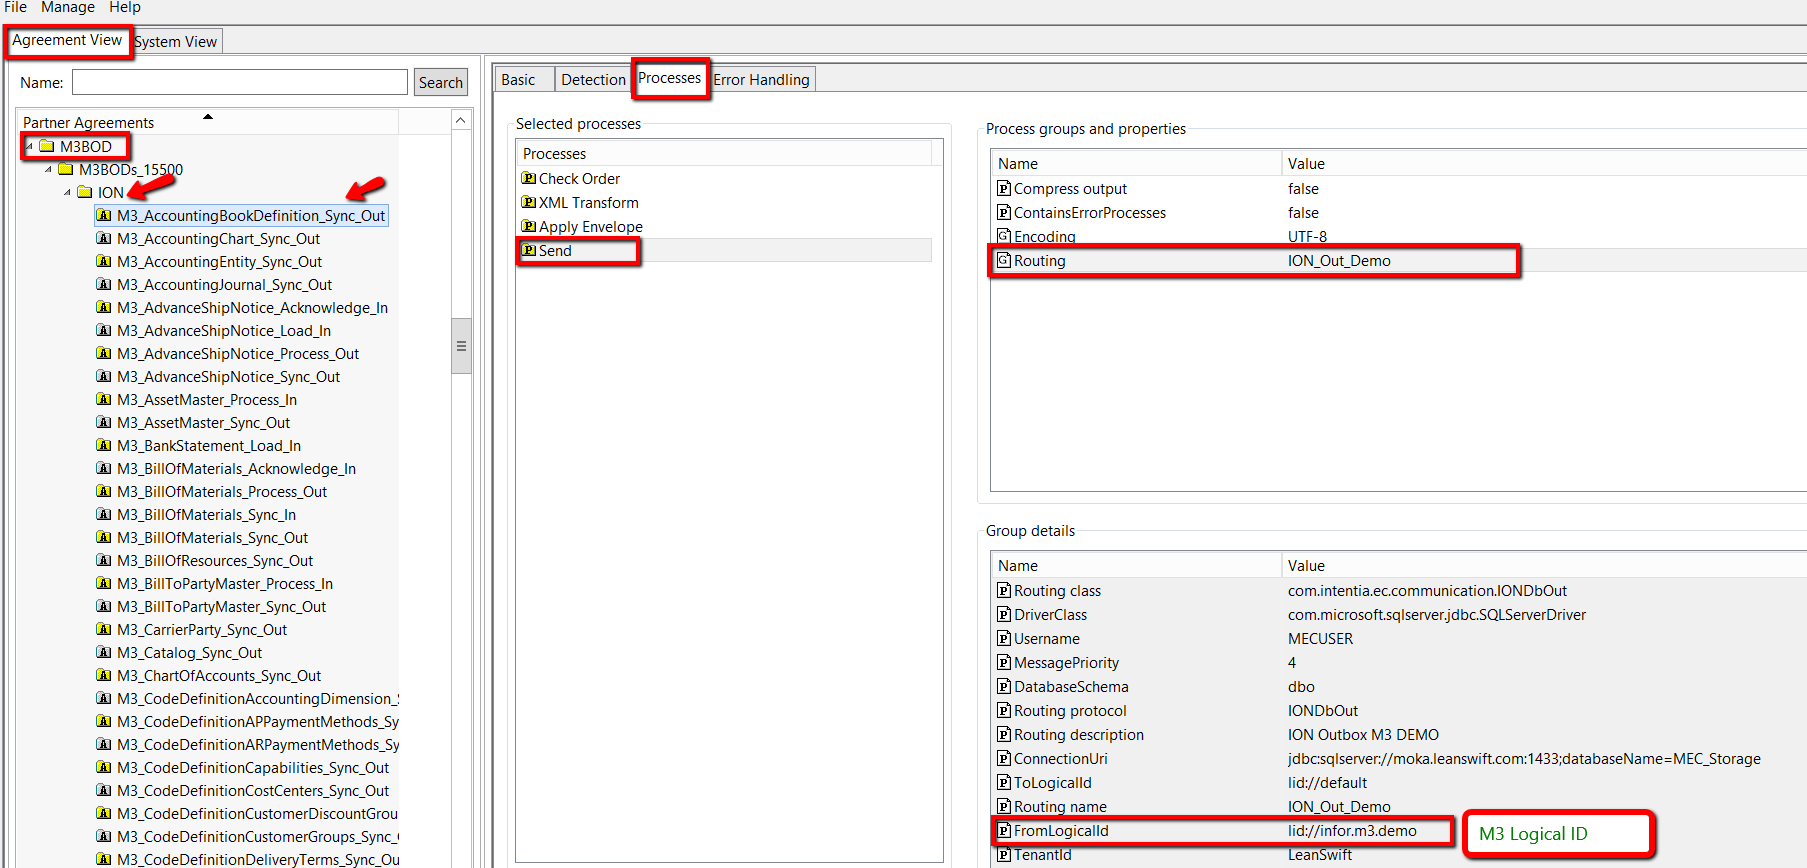 File Manage Help
Agreement View System View
Name: Search
Partner Agreements
M3BOD
M3BODs_15500
ION
M3_AccountingBookDefinition_Sync_Out
M3_AccountingChart_Sync_Out
M3_AccountingEntity_Sync_Out
M3_AccountingJournal_Sync_Out
M3_AdvanceShipNotice_Acknowledge_In
M3_AdvanceShipNotice_Load_In
M3_AdvanceShipNotice_Process_Out
M3_AdvanceShipNotice_Sync_Out
M3_AssetMaster_Process_In
M3_AssetMaster_Sync_Out
M3_BankStatement_Load_In
M3_BillOfMaterials_Acknowledge_In
M3_BillOfMaterials_Process_Out
M3_BillOfMaterials_Sync_In
M3_BillOfMaterials_Sync_Out
M3_BillOfResources_Sync_Out
M3_BillToPartyMaster_Process_In
M3_BillToPartyMaster_Sync_Out
M3_CarrierParty_Sync_Out
M3_Catalog_Sync_Out
M3_ChartOfAccounts_Sync_Out
M3_CodeDefinitionAccountingDimension_S
M3_CodeDefinitionAPPaymentMethods_Sy
M3_CodeDefinitionARPaymentMethods_Sy
M3_CodeDefinitionCapabilities_Sync_Out
M3_CodeDefinitionCostCenters_Sync_Out
M3_CodeDefinitionCustomerDiscountGrou
M3_CodeDefinitionCustomerGroups_Sync_
M3_CodeDefinitionDeliveryTerms_Sync_Ou
Basic Detection Processes Error Handling
Selected processes
Processes
Check Order
XML Transform
Apply Envelope
Send
Process groups and properties
Name Value
Compress output false
ContainsErrorProcesses false
Encoding UTF-8
Routing ION_Out_Demo
Group details
Name Value
Routing class com.intentia.ec.communication.IONDbOut
DriverClass com.microsoft.sqlserver.jdbc.SQLServerDriver
Username MECUSER
MessagePriority 4
DatabaseSchema dbo
Routing protocol IONDbOut
Routing description ION Outbox M3 DEMO
ConnectionUri jdbc:sqlserver://moka.leanswift.com:1433;databaseName=MEC_Storage
ToLogicalId lid://default
Routing name ION_Out_Demo
FromLogicalId lid://infor.m3.demo
M3 Logical ID
TenantId LeanSwift